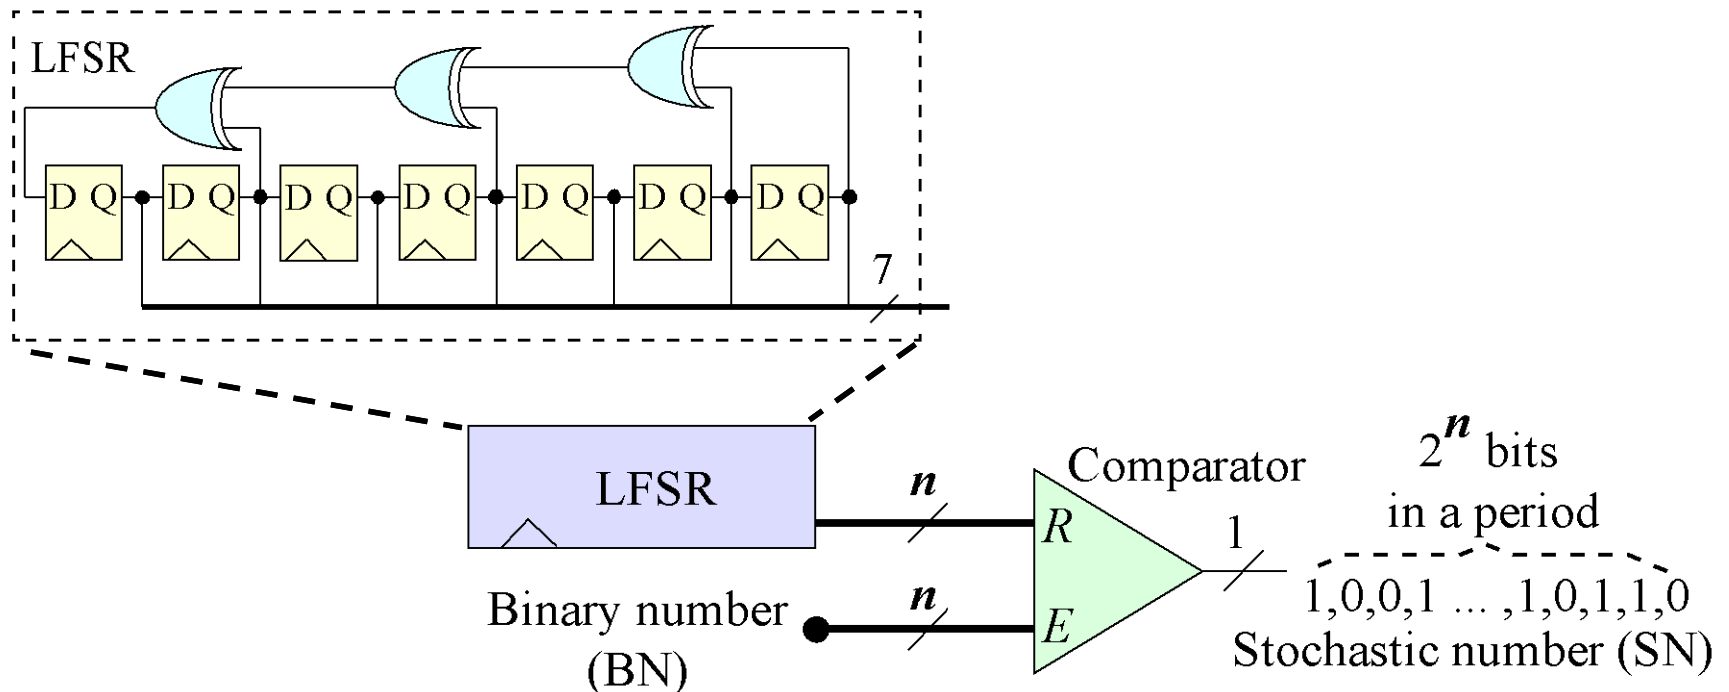 LFSR
D Q D Q D Q D Q D Q D Q D Q
7
LFSR
n
Comparator
R
1
2^n bits
in a period
1,0,0,1 ... ,1,0,1,1,0
Stochastic number (SN)
Binary number
(BN)
n
E